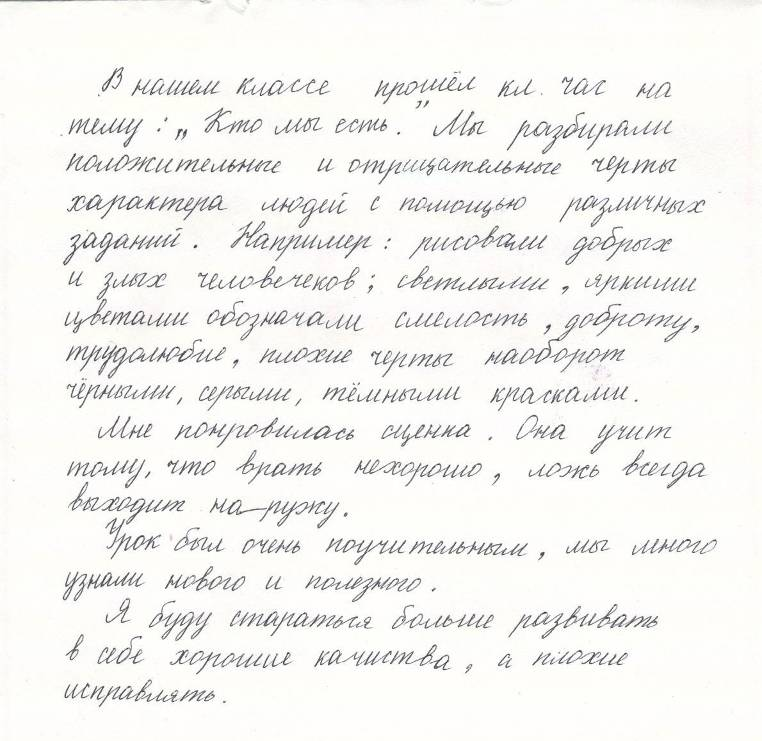 В нашем классе прошёл кл. час на
тему: „Кто мы есть." Мы разбирали
положительные и отрицательные черты
характера людей с помощью различных
заданий. Например: рисовали добрых
и злых человечеков; светлыми, яркими
цветами обозначали смелость, доброту,
трудолюбие, плохие черты наоборот
чёрными, серыми, тёмными красками.
Мне понровилась сценка. Она учит
тому, что врать нехорошо, ложь всегда
выходит на-ружу.
Урок был очень поучительным, мы много
узнали нового и полезного.
Я буду стараться больше развивать
в себе хорошие качиства, а плохие
исправлять.